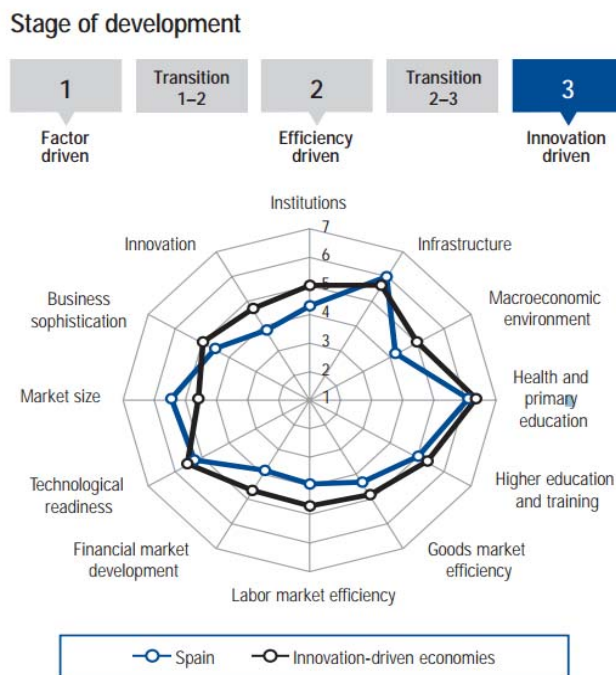 Stage of development
1
Transition
1–2
2
Transition
2–3
3
Factor
driven
Efficiency
driven
Innovation
driven
Institutions
7
Innovation
Infrastructure
6
5
Business
sophistication
Macroeconomic
environment
4
3
2
Market size
1
Health and
primary
education
Technological
readiness
Higher education
and training
Financial market
development
Goods market
efficiency
Labor market efficiency
Spain
Innovation-driven economies